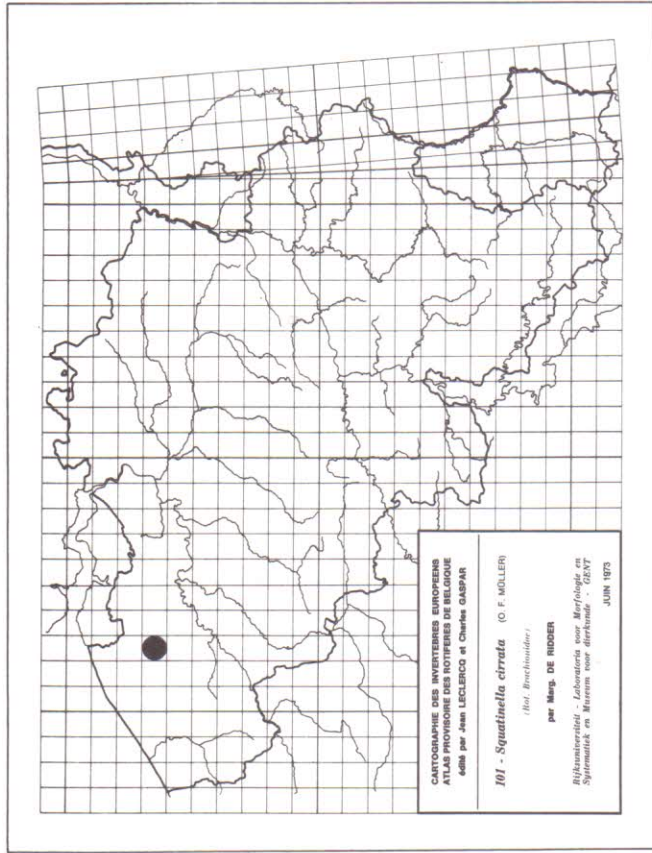 CARTOGRAPHIE DES INVERTEBRES EUROPEENS
ATLAS PROVISOIRE DES ROTIFERES DE BELGIQUE
édité par Jean LECLERCQ et Charles GASPAR
101 - Squatinella cirrata (O. F. MÜLLER)
(Rot. Brachionidae)
par Marg. DE RIDDER
Rijksuniversiteit - Laboratoria voor Morfologie en
Systematiek en Museum voor dierkunde - GENT
JUIN 1973